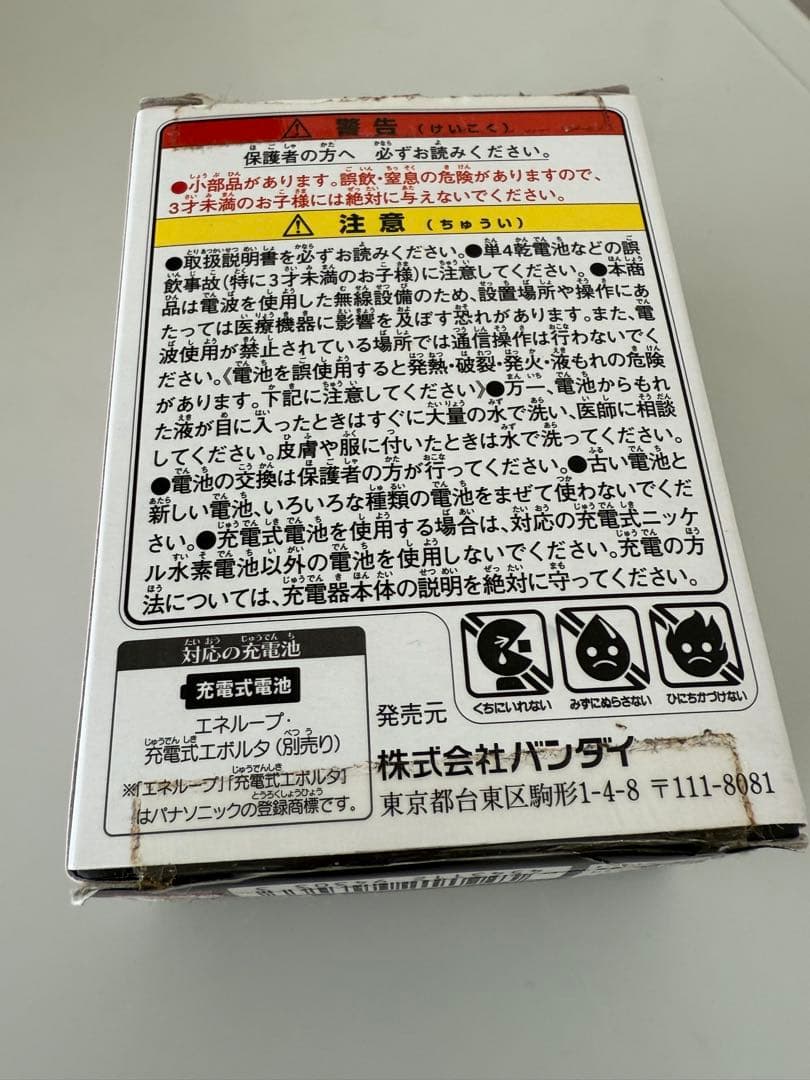 ⚠ 警告 (けいこく)
保護者の方へ 必ずお読みください。
●小部品があります。誤飲・窒息の危険がありますので、
3才未満のお子様には絶対に与えないでください。
⚠ 注意 (ちゅうい)
●取扱説明書を必ずお読みください。●単4乾電池などの誤
飲事故(特に3才未満のお子様)に注意してください。●本商
品は電波を使用した無線設備のため、設置場所や操作にあ
たっては医療機器に影響を及ぼす恐れがあります。また、電
波使用が禁止されている場所では通信操作は行わないでく
ださい。《電池を誤使用すると発熱・破裂・発火・液もれの危険
があります。下記に注意してください》●万一、電池からもれ
た液が目に入ったときはすぐに大量の水で洗い、医師に相談
してください。皮膚や服に付いたときは水で洗ってください。
●電池の交換は保護者の方が行ってください。●古い電池と
新しい電池、いろいろな種類の電池をまぜて使わないでくだ
さい。●充電式電池を使用する場合は、対応の充電式ニッケ
ル水素電池以外の電池を使用しないでください。充電の方
法については、充電器本体の説明を絶対に守ってください。
対応の充電池
充電式電池
エネループ・
充電式エボルタ(別売り)
※「エネループ」「充電式エボルタ」
はパナソニックの登録商標です。
くちにいれない
みずにぬらさない
ひにちかづけない
発売元
株式会社バンダイ
東京都台東区駒形1-4-8 〒111-8081